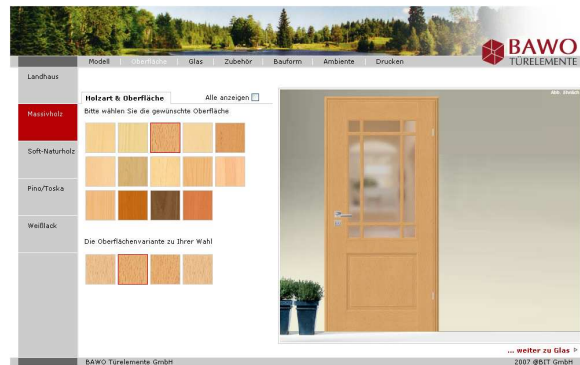 BAWO
TÜRELEMENTE
Modell | Oberfläche | Glas | Zubehör | Bauform | Ambiente | Drucken
Landhaus
Massivholz
Soft-Naturholz
Pino/Toska
Weißlack
Holzart & Oberfläche
Alle anzeigen
Bitte wählen Sie die gewünschte Oberfläche
Die Oberflächenvariante zu Ihrer Wahl
Abb. ähnlich
... weiter zu Glas
BAWO Türelemente GmbH
2007 @BIT GmbH